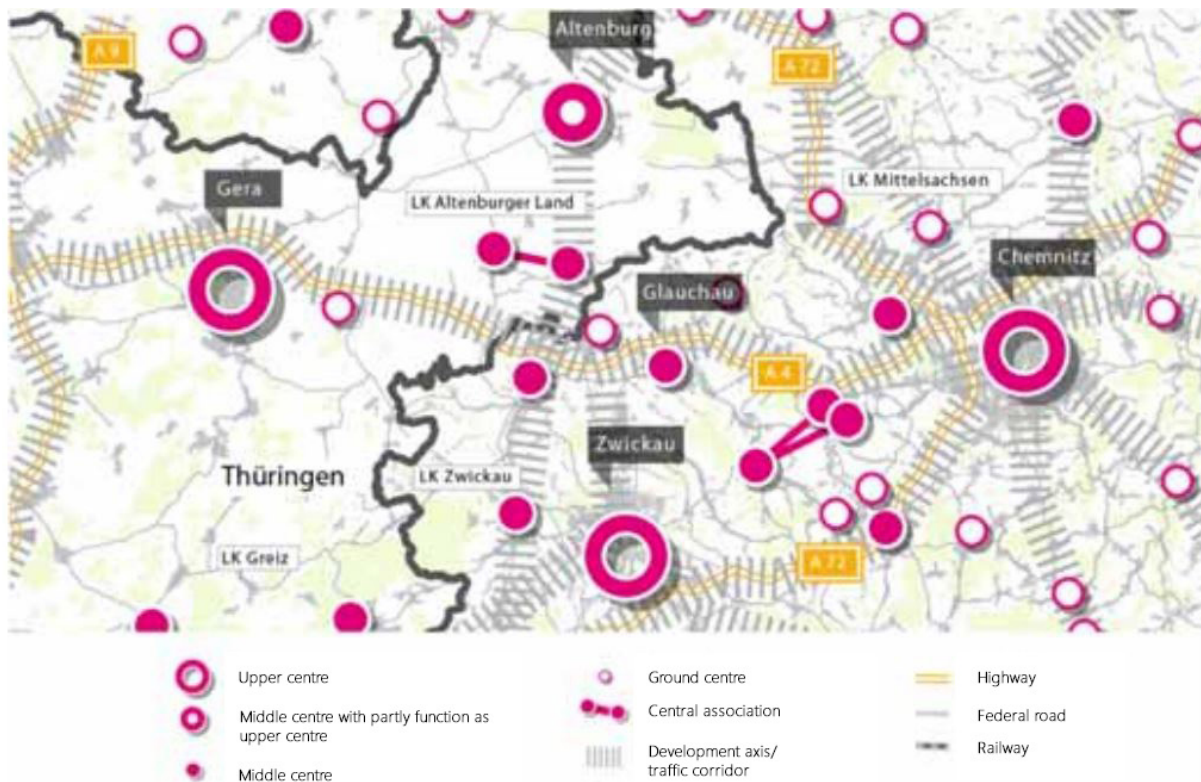 Altenburg
A 9
A 72
Gera
LK Altenburger Land
LK Mittelsachsen
Chemnitz
Glauchau
A 4
Zwickau
Thüringen
LK Zwickau
LK Greiz
A 72
Upper centre
Middle centre with partly function as
upper centre
Middle centre
Ground centre
Central association
Development axis/
traffic corridor
Highway
Federal road
Railway